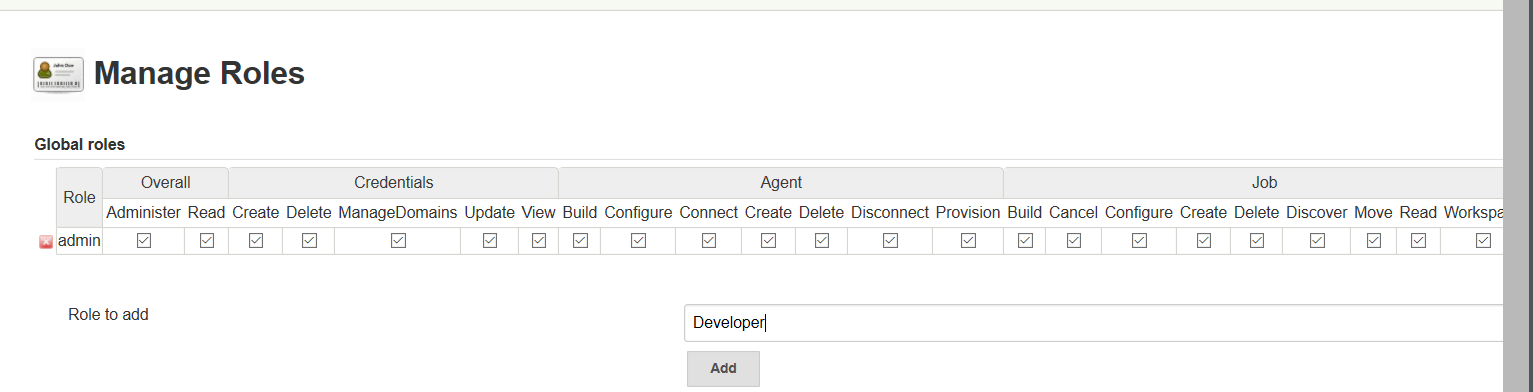 Manage Roles
Global roles
Role Overall Credentials Agent Job
Administer Read Create Delete ManageDomains Update View Build Configure Connect Create Delete Disconnect Provision Build Cancel Configure Create Delete Discover Move Read Workspa
admin
Role to add
Developer
Add